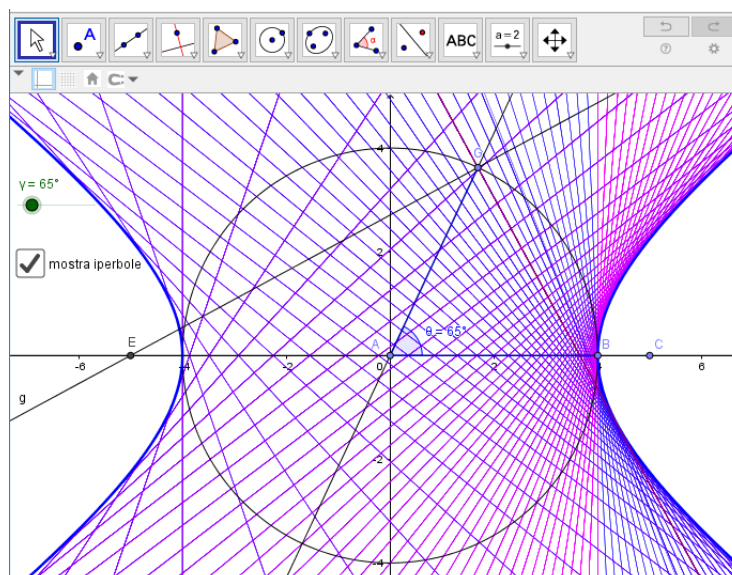 A
ABC
a=2
α
γ = 65°
mostra iperbole
G
E
A
θ = 65°
B
C
g
4
2
-6
-4
-2
0
2
4
6
-2
-4